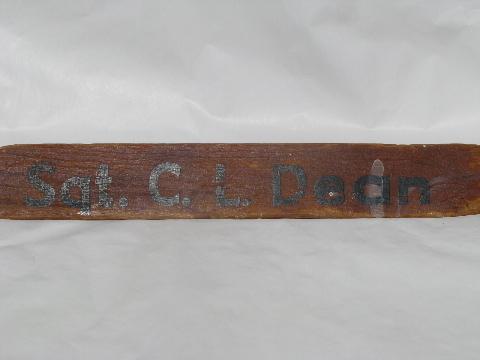 Sgt. C. L. Dean